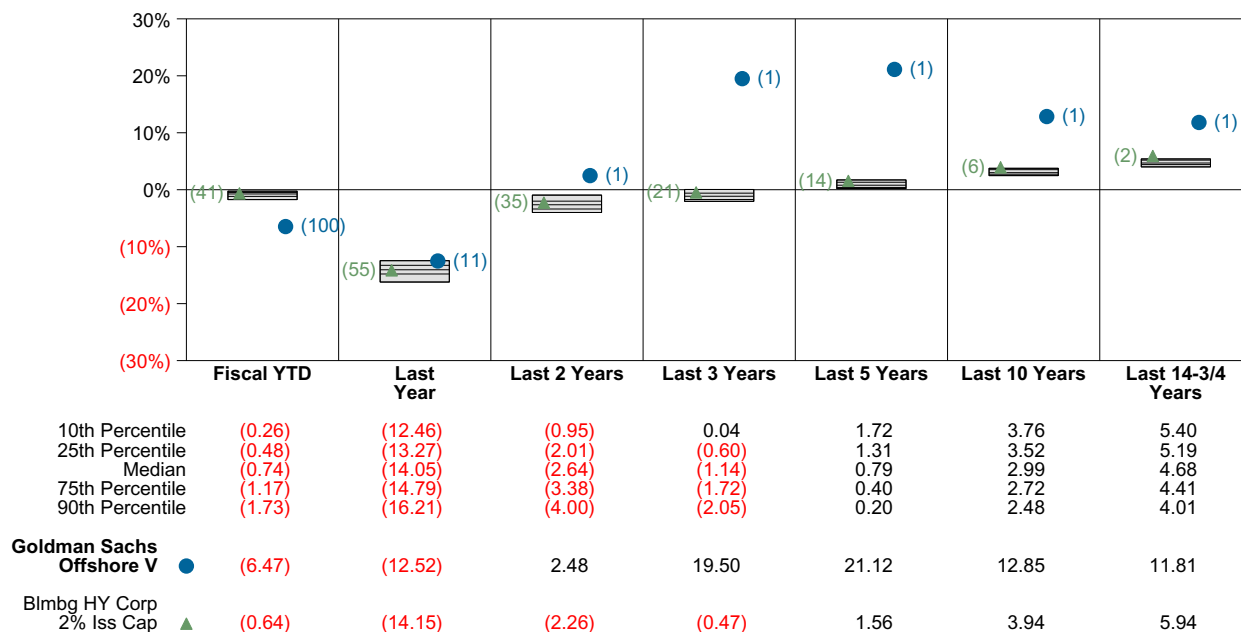 30%
20%
10%
0%
(10%)
(20%)
(30%)
(41) (100)
(55) (11)
(35) (1)
(21) (1)
(14) (1)
(6) (1)
(2) (1)
Fiscal YTD Last Year Last 2 Years Last 3 Years Last 5 Years Last 10 Years Last 14-3/4 Years
10th Percentile (0.26) (12.46) (0.95) 0.04 1.72 3.76 5.40
25th Percentile (0.48) (13.27) (2.01) (0.60) 1.31 3.52 5.19
Median (0.74) (14.05) (2.64) (1.14) 0.79 2.99 4.68
75th Percentile (1.17) (14.79) (3.38) (1.72) 0.40 2.72 4.41
90th Percentile (1.73) (16.21) (4.00) (2.05) 0.20 2.48 4.01
Goldman Sachs
Offshore V (6.47) (12.52) 2.48 19.50 21.12 12.85 11.81
Blmbg HY Corp
2% Iss Cap (0.64) (14.15) (2.26) (0.47) 1.56 3.94 5.94